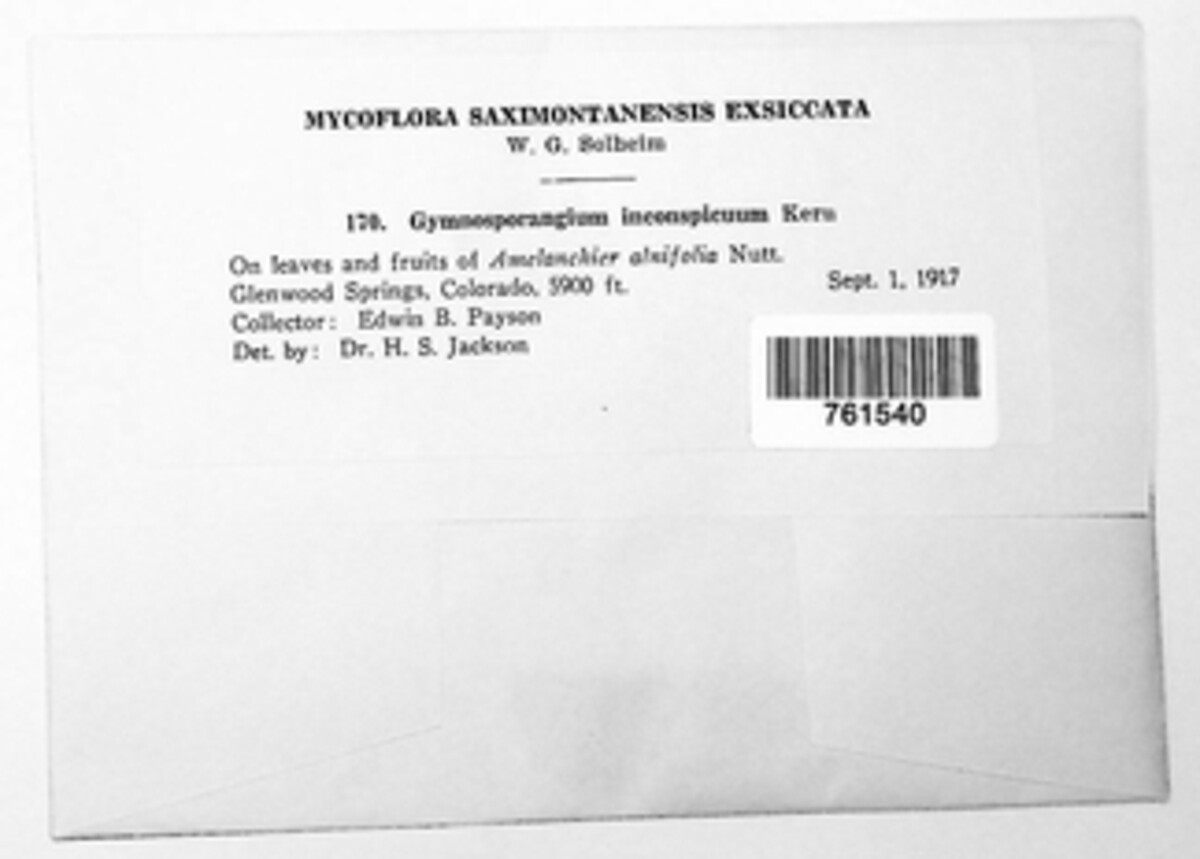 MYCOFLORA SAXIMONTANENSIS EXSICCATA
W. G. Solheim
170. Gymnosporangium inconspicuum Kern
On leaves and fruits of Amelanchier alnifolia Nutt.
Glenwood Springs, Colorado, 5900 ft. Sept. 1, 1917
Collector: Edwin B. Payson
Det. by: Dr. H. S. Jackson
761540